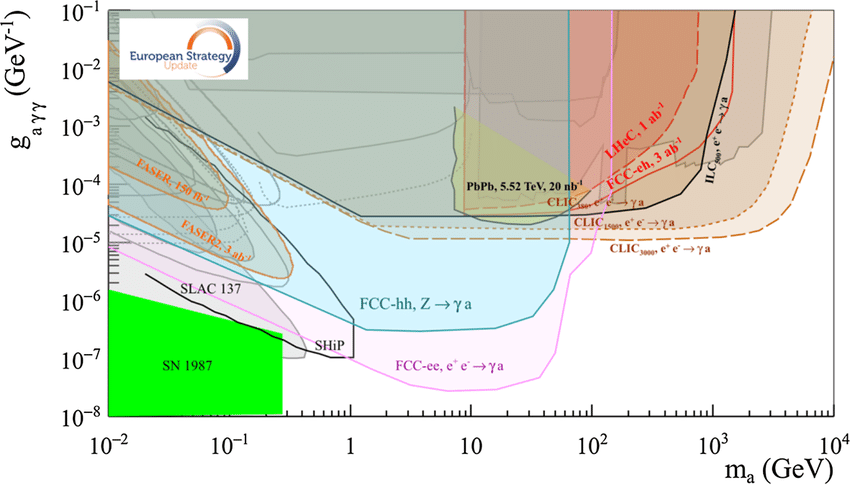 10⁻¹
10⁻²
10⁻³
10⁻⁴
10⁻⁵
10⁻⁶
10⁻⁷
10⁻⁸
g_aγγ (GeV⁻¹)
European Strategy
Update
FASER, 150 fb⁻¹
FASER2, 3 ab⁻¹
SLAC 137
SHiP
SN 1987
PbPb, 5.52 TeV, 20 nb⁻¹
LHeC, 1 ab⁻¹
FCC-eh, 3 ab⁻¹
ILC₅₀₀, e⁺ e⁻→γ a
CLIC₃₈₀, e⁺ e⁻→γ a
CLIC₁₅₀₀, e⁺ e⁻→γ a
CLIC₃₀₀₀, e⁺ e⁻→γ a
FCC-hh, Z→γ a
FCC-ee, e⁺ e⁻→γ a
10⁻² 10⁻¹ 1 10 10² 10³ 10⁴
mₐ (GeV)